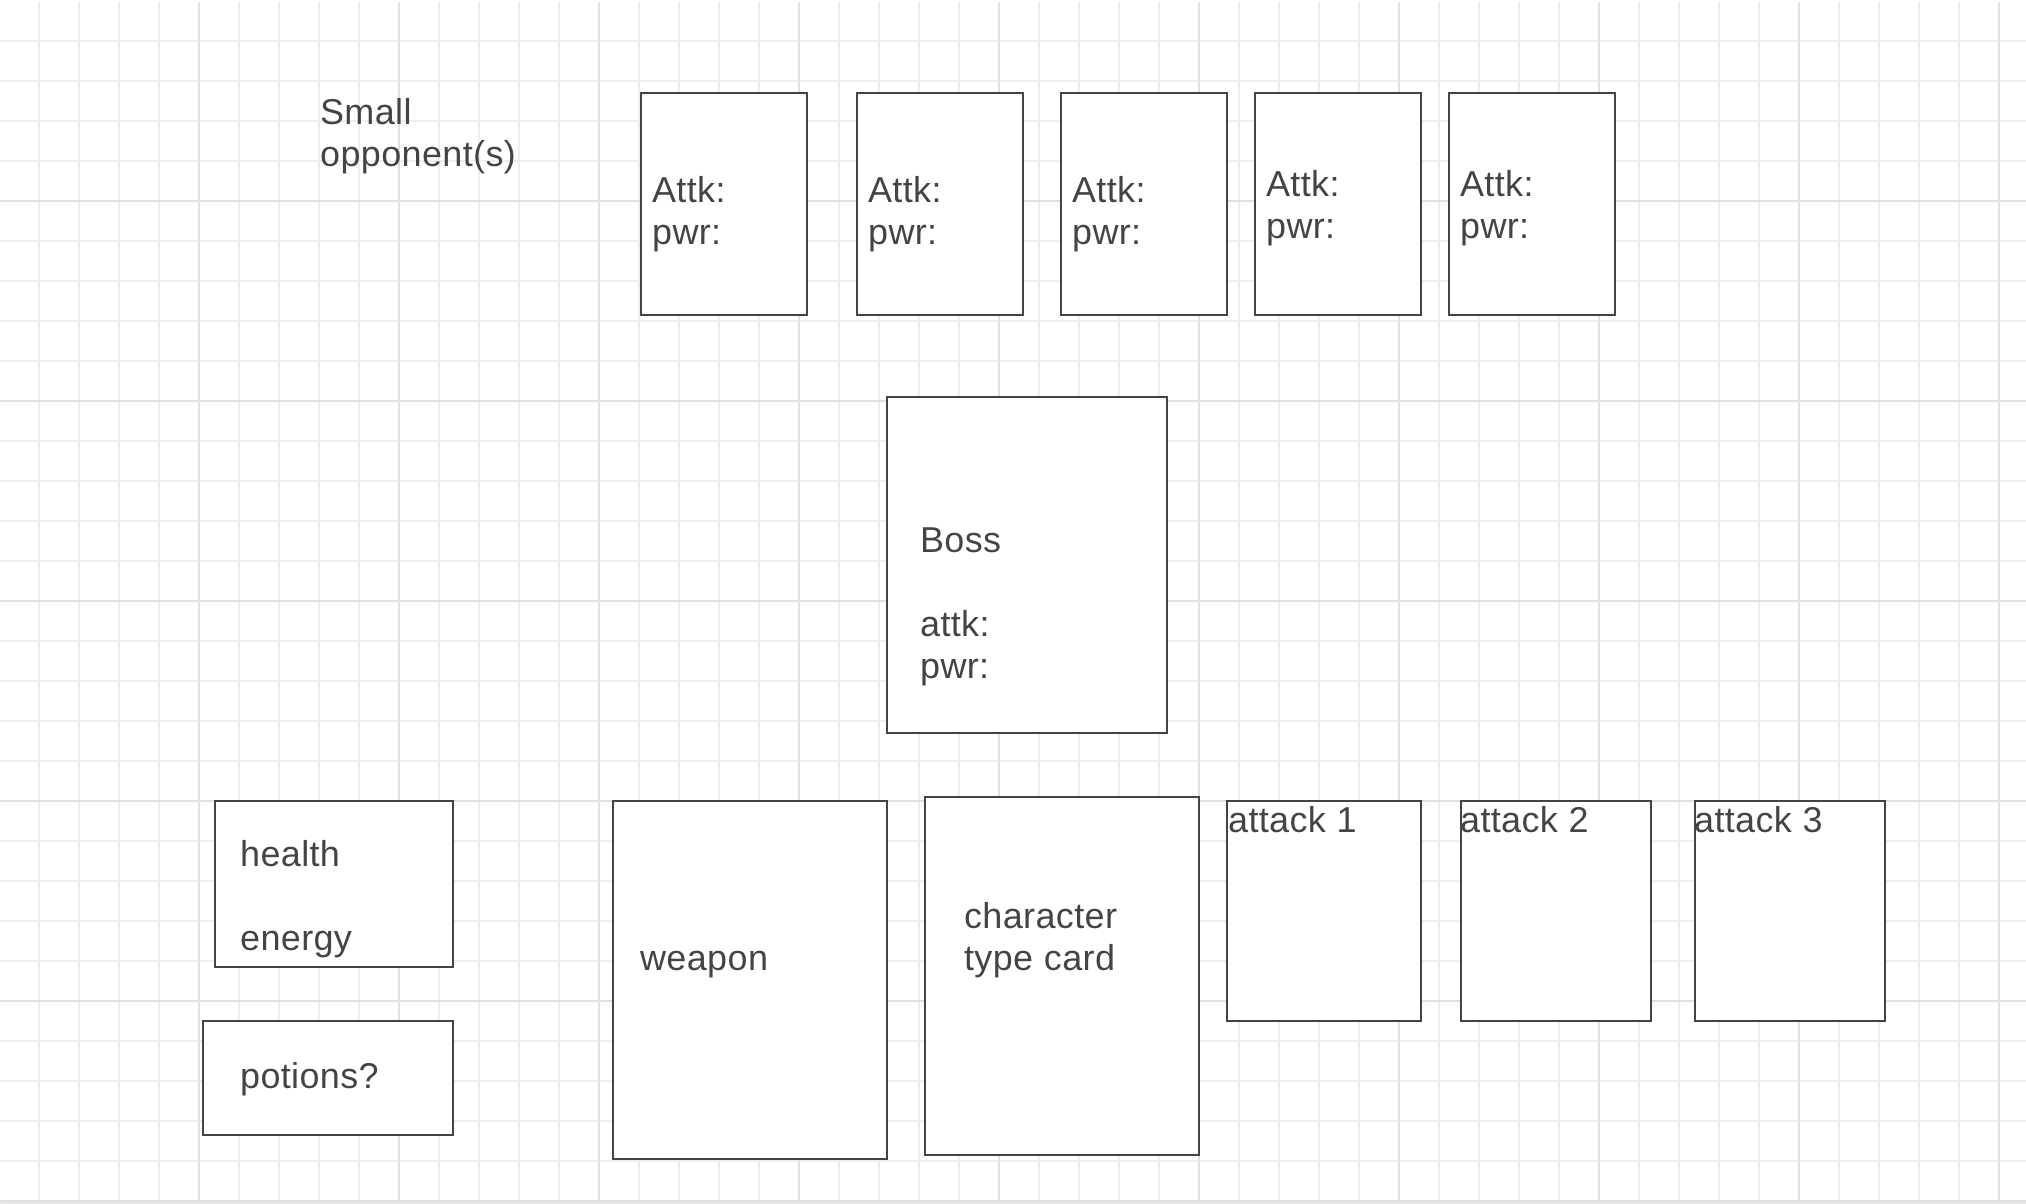 Small
opponent(s)
Attk:
pwr:
Attk:
pwr:
Attk:
pwr:
Attk:
pwr:
Attk:
pwr:
Boss
attk:
pwr:
health
energy
potions?
weapon
character
type card
attack 1
attack 2
attack 3